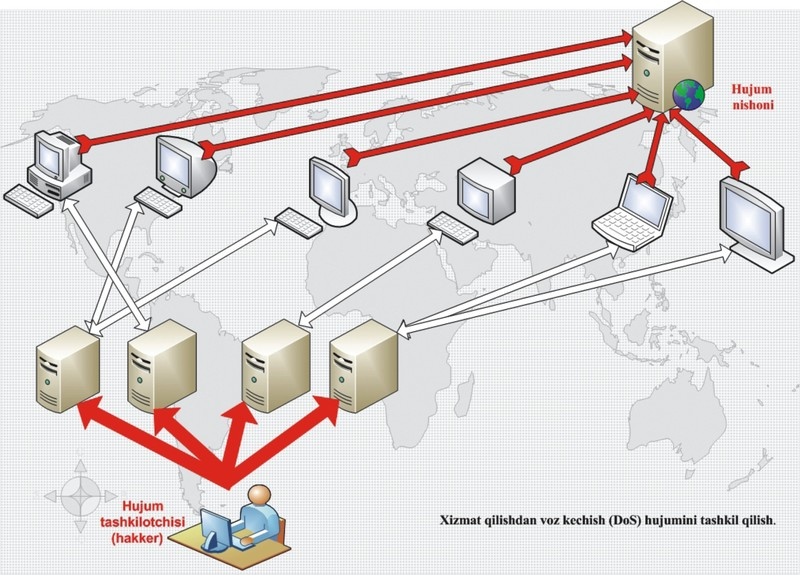 Hujum
nishoni
Hujum
tashkilotchisi
(hakker)
Xizmat qilishdan voz kechish (DoS) hujumini tashkil qilish.